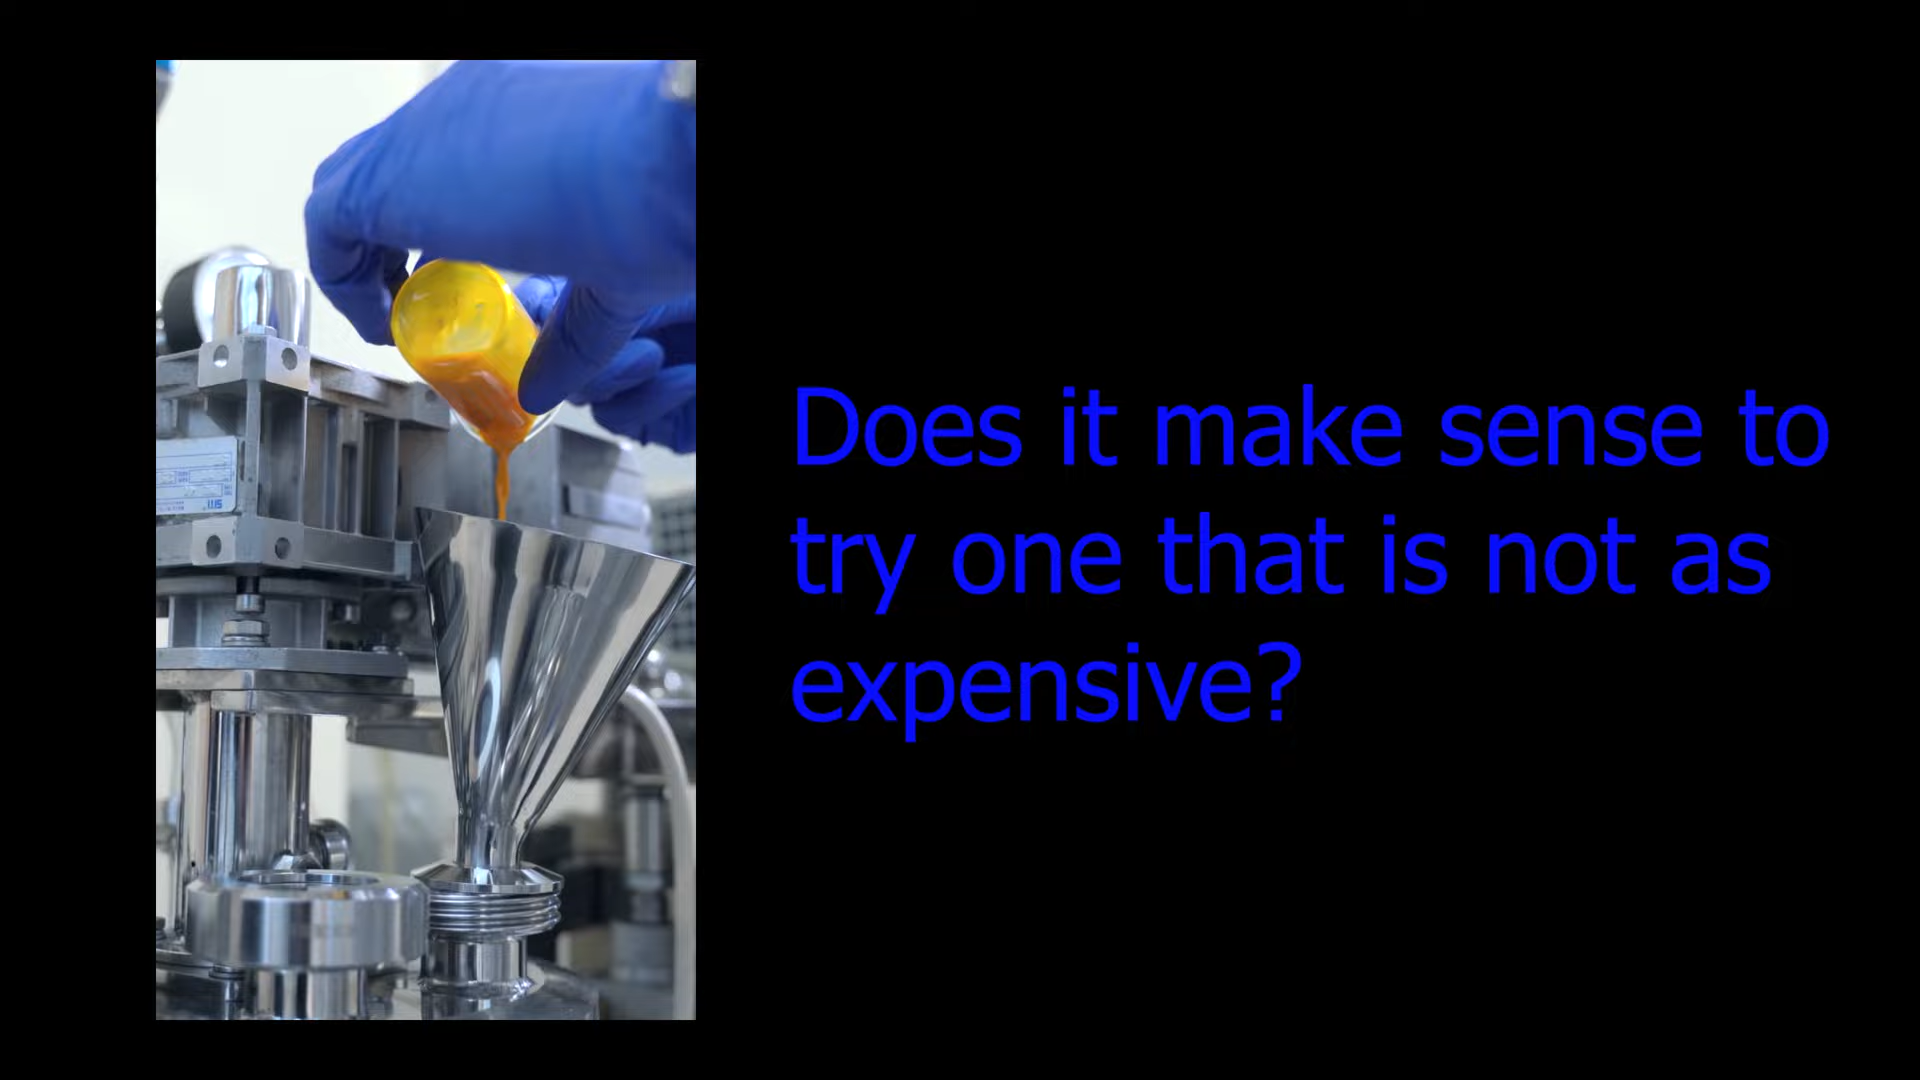 Does it make sense to
try one that is not as
expensive?